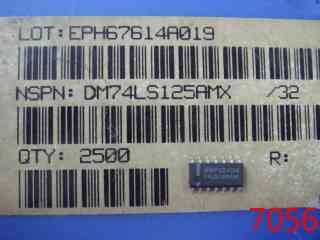 LOT: EPH67614A019
NSPN: DM74LS125AMX /32
QTY: 2500 R:
7056